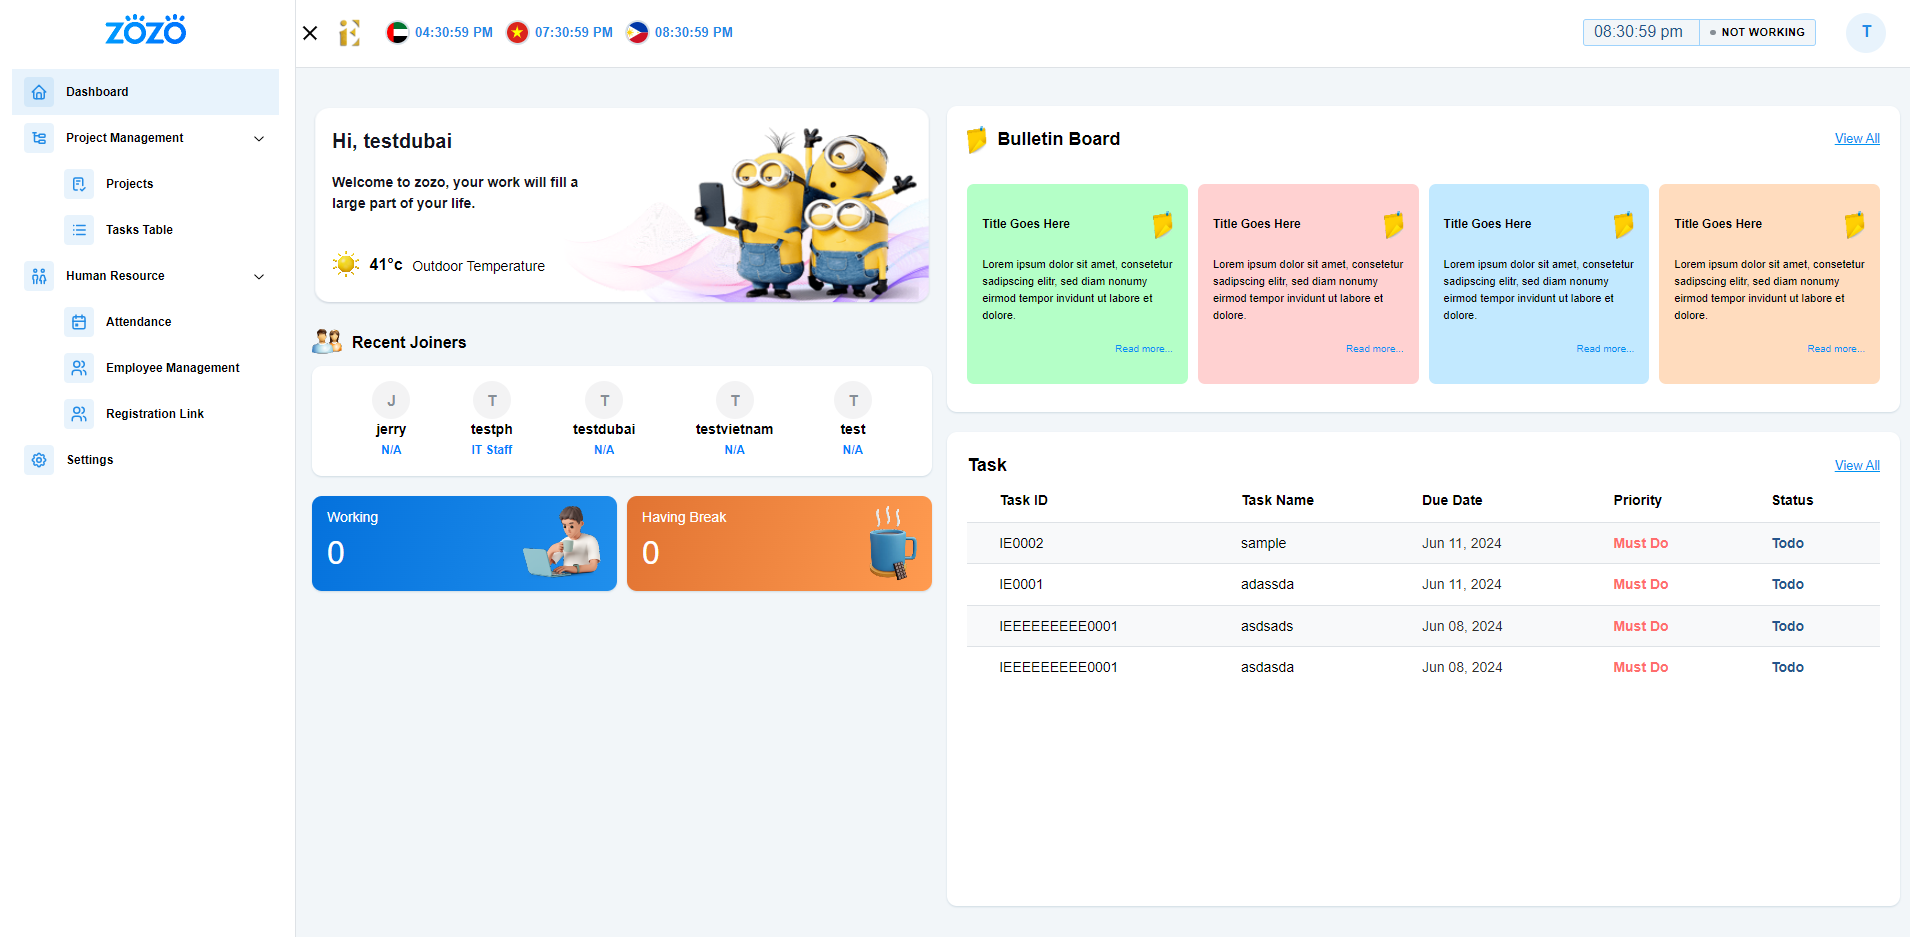 zozo
04:30:59 PM
07:30:59 PM
08:30:59 PM
08:30:59 pm
NOT WORKING
T
Dashboard
Project Management
Projects
Tasks Table
Human Resource
Attendance
Employee Management
Registration Link
Settings
Hi, testdubai
Welcome to zozo, your work will fill a
large part of your life.
41°c Outdoor Temperature
Recent Joiners
J
jerry
N/A
T
testph
IT Staff
T
testdubai
N/A
T
testvietnam
N/A
T
test
N/A
Working
0
Having Break
0
Bulletin Board
View All
Title Goes Here
Lorem ipsum dolor sit amet, consetetur
sadipscing elitr, sed diam nonumy
eirmod tempor invidunt ut labore et
dolore.
Read more...
Title Goes Here
Lorem ipsum dolor sit amet, consetetur
sadipscing elitr, sed diam nonumy
eirmod tempor invidunt ut labore et
dolore.
Read more...
Title Goes Here
Lorem ipsum dolor sit amet, consetetur
sadipscing elitr, sed diam nonumy
eirmod tempor invidunt ut labore et
dolore.
Read more...
Title Goes Here
Lorem ipsum dolor sit amet, consetetur
sadipscing elitr, sed diam nonumy
eirmod tempor invidunt ut labore et
dolore.
Read more...
Task
View All
Task ID Task Name Due Date Priority Status
IE0002 sample Jun 11, 2024 Must Do Todo
IE0001 adassda Jun 11, 2024 Must Do Todo
IEEEEEEEEE0001 asdsads Jun 08, 2024 Must Do Todo
IEEEEEEEEE0001 asdasda Jun 08, 2024 Must Do Todo